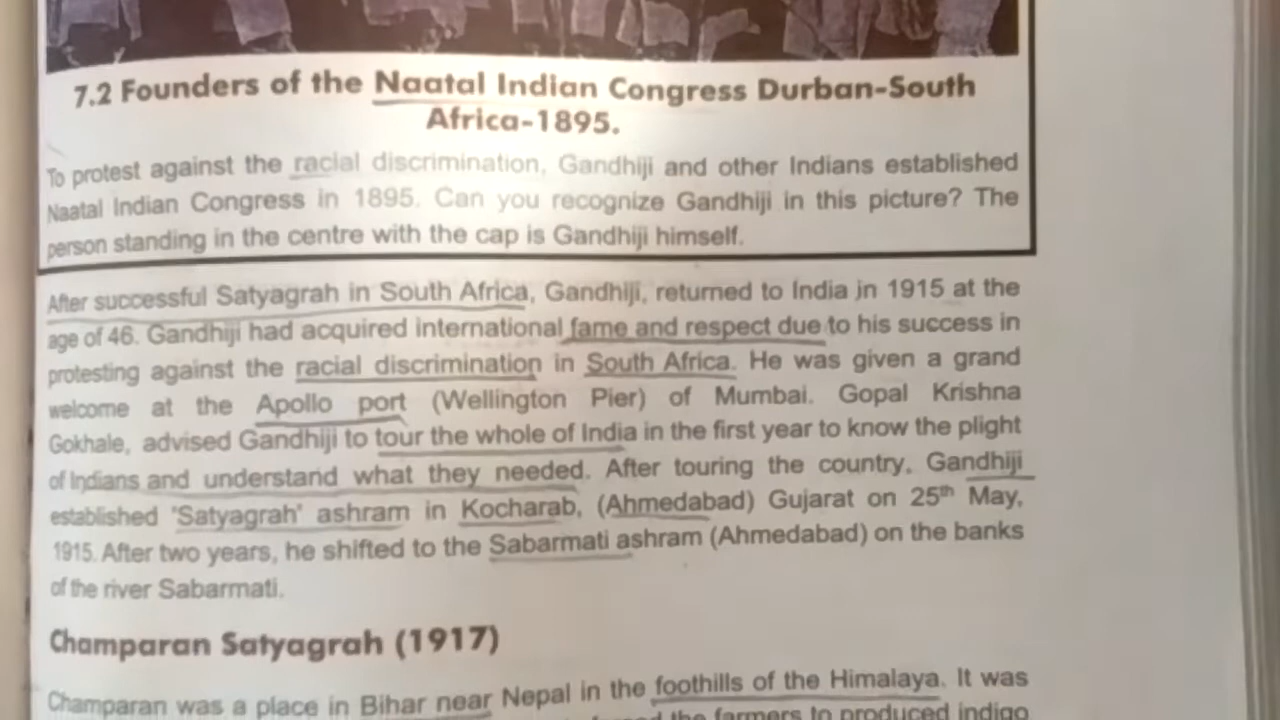 7.2 Founders of the Naatal Indian Congress Durban-South
Africa-1895.
To protest against the racial discrimination, Gandhiji and other Indians established
Naatal Indian Congress in 1895. Can you recognize Gandhiji in this picture? The
person standing in the centre with the cap is Gandhiji himself.
After successful Satyagrah in South Africa, Gandhiji, returned to India in 1915 at the
age of 46. Gandhiji had acquired international fame and respect due to his success in
protesting against the racial discrimination in South Africa. He was given a grand
welcome at the Apollo port (Wellington Pier) of Mumbai. Gopal Krishna
Gokhale, advised Gandhiji to tour the whole of India in the first year to know the plight
of Indians and understand what they needed. After touring the country, Gandhiji
established 'Satyagrah' ashram in Kocharab, (Ahmedabad) Gujarat on 25th May,
1915. After two years, he shifted to the Sabarmati ashram (Ahmedabad) on the banks
of the river Sabarmati.
Champaran Satyagrah (1917)
Champaran was a place in Bihar near Nepal in the foothills of the Himalaya. It was
the farmers to produced indigo